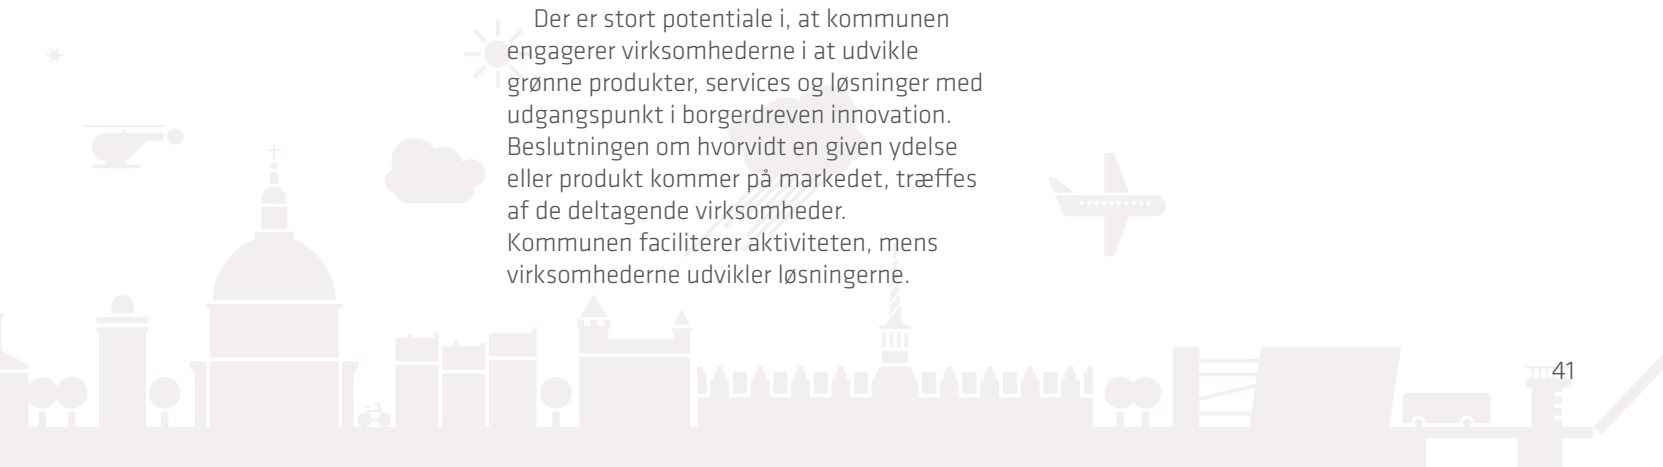 Der er stort potentiale i, at kommunen
engagerer virksomhederne i at udvikle
grønne produkter, services og løsninger med
udgangspunkt i borgerdreven innovation.
Beslutningen om hvorvidt en given ydelse
eller produkt kommer på markedet, træffes
af de deltagende virksomheder.
Kommunen faciliterer aktiviteten, mens
virksomhederne udvikler løsningerne.
41